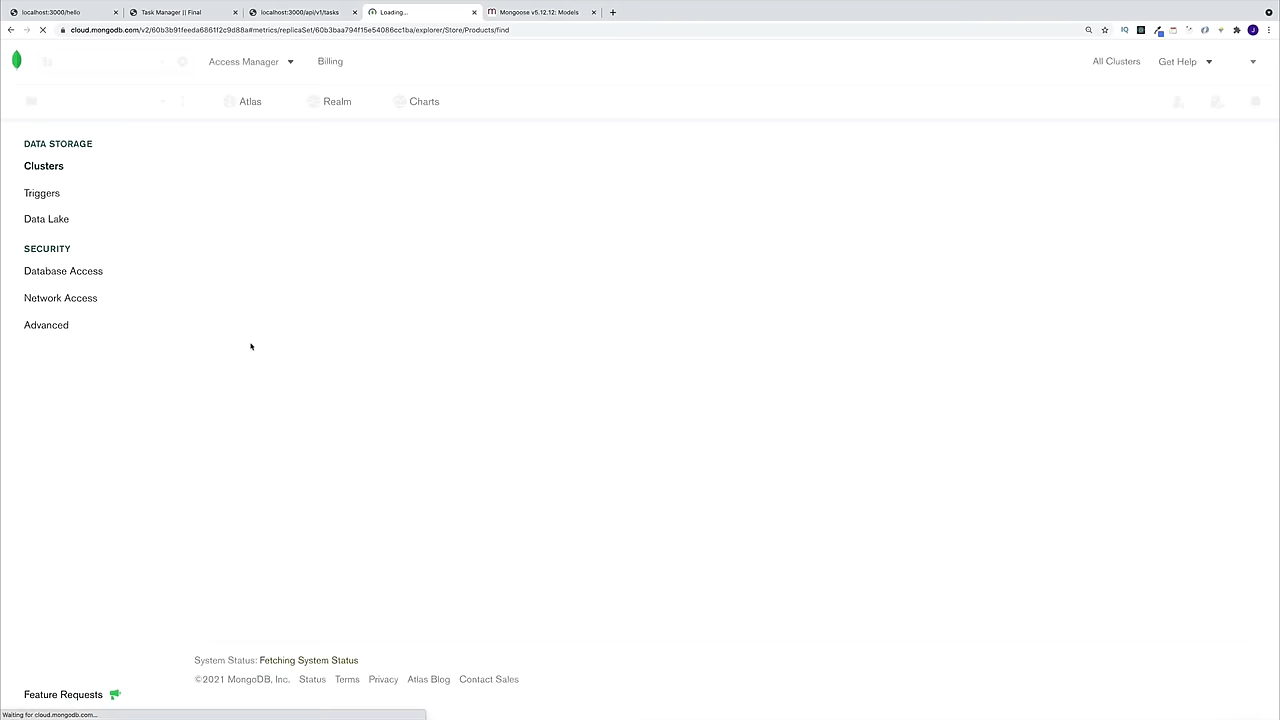 localhost:3000/hello
Task Manager || Final
localhost:3000/api/v1/tasks
Loading...
Mongoose v5.12.12: Models
cloud.mongodb.com/v2/60b3b91feeda6861f2c9d88a#metrics/replicaSet/60b3baa794f15e54086cc1ba/explorer/Store/Products/find
Access Manager
Billing
All Clusters
Get Help
Atlas
Realm
Charts
DATA STORAGE
Clusters
Triggers
Data Lake
SECURITY
Database Access
Network Access
Advanced
System Status: Fetching System Status
©2021 MongoDB, Inc. Status Terms Privacy Atlas Blog Contact Sales
Feature Requests
Waiting for cloud.mongodb.com...